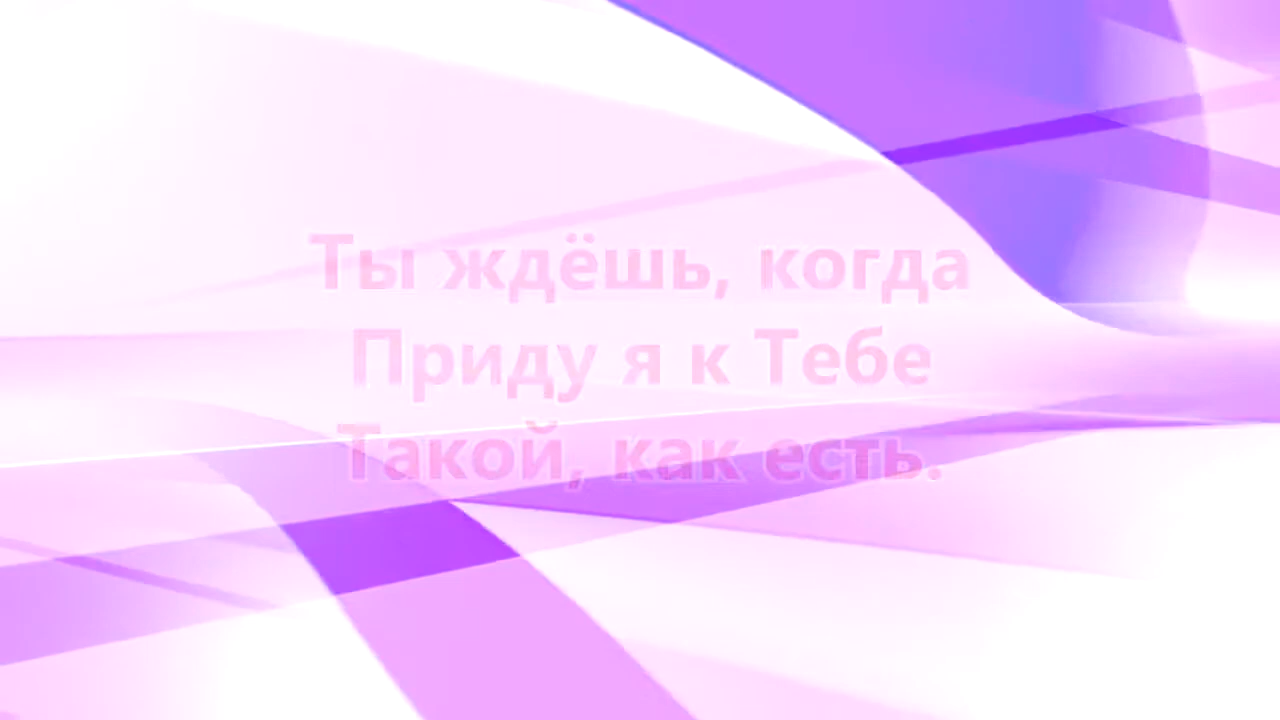 Ты ждёшь, когда
Приду я к Тебе
Такой, как есть.